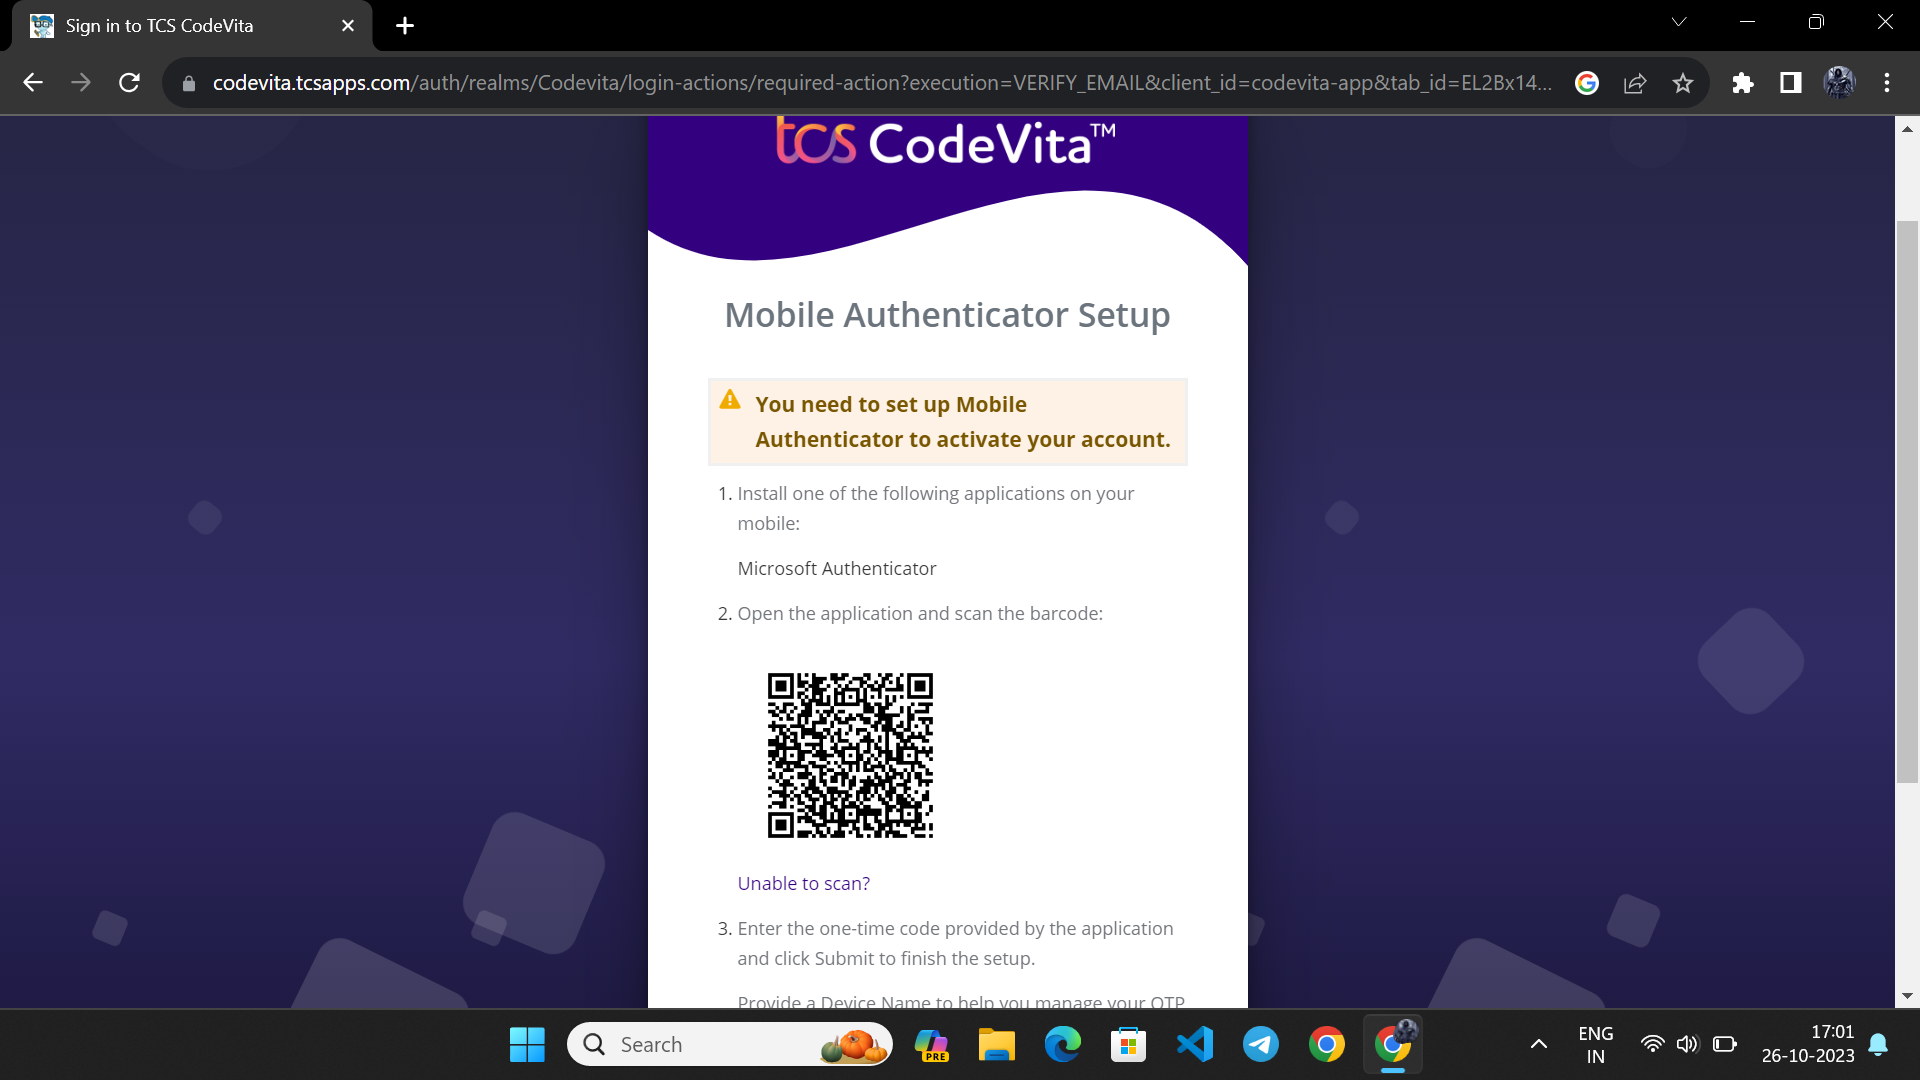 Sign in to TCS CodeVita
codevita.tcsapps.com/auth/realms/Codevita/login-actions/required-action?execution=VERIFY_EMAIL&client_id=codevita-app&tab_id=EL2Bx14...
tcs CodeVita™
Mobile Authenticator Setup
You need to set up Mobile
Authenticator to activate your account.
1. Install one of the following applications on your
mobile:
Microsoft Authenticator
2. Open the application and scan the barcode:
Unable to scan?
3. Enter the one-time code provided by the application
and click Submit to finish the setup.
Provide a Device Name to help you manage your OTP
Search
PRE
ENG
IN
17:01
26-10-2023